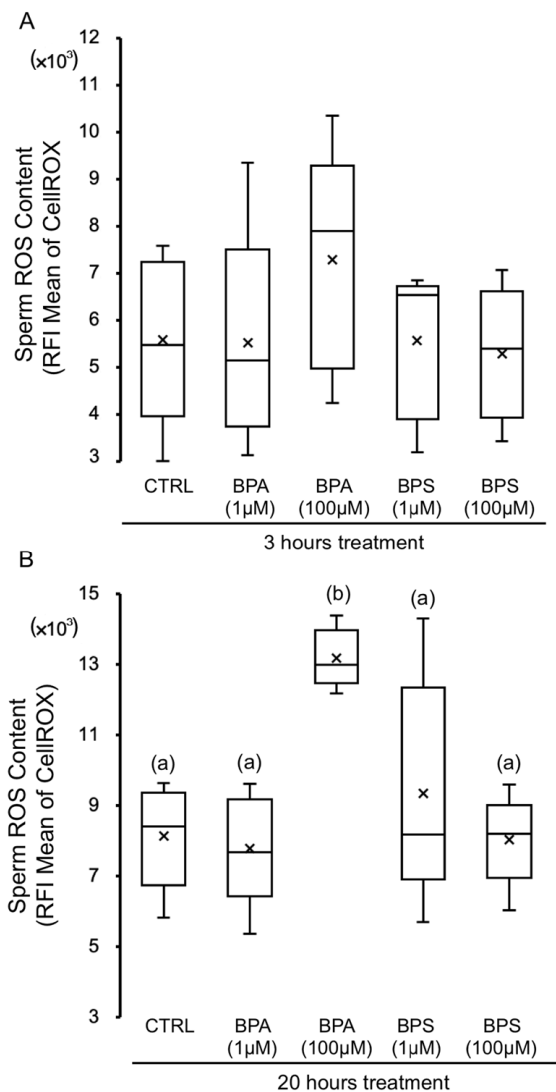 A
12
(×10³)
11
10
9
8
7
6
5
4
3
Sperm ROS Content
(RFI Mean of CellROX
CTRL BPA BPA BPS BPS
(1µM) (100µM) (1µM) (100µM)
3 hours treatment
B
15
(×10³)
13
11
9
7
5
3
Sperm ROS Content
(RFI Mean of CellROX)
(a) (a) (b) (a) (a)
CTRL BPA BPA BPS BPS
(1µM) (100µM) (1µM) (100µM)
20 hours treatment